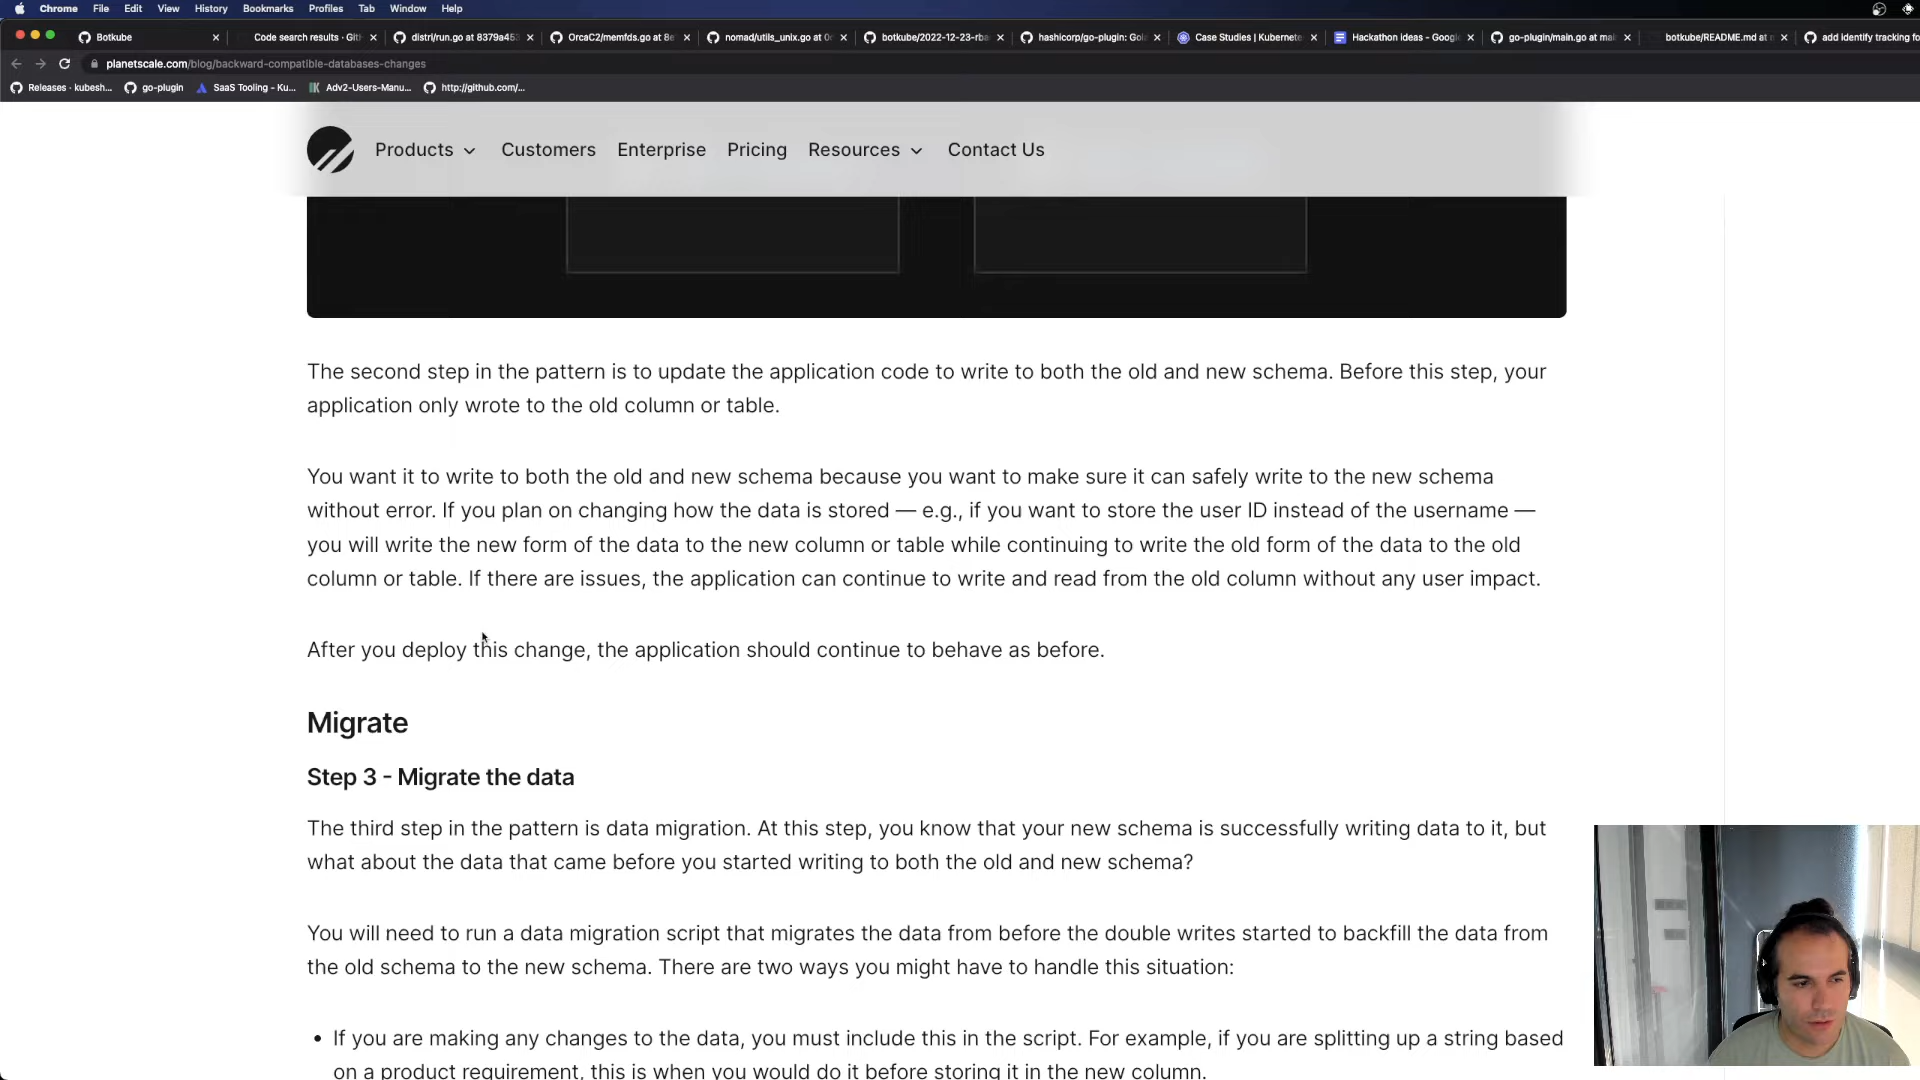 Chrome File Edit View History Bookmarks Profiles Tab Window Help
Botkube Code search results · Git distri/run.go at 8379a453 OrcaC2/memfds.go at 8e nomad/utils_unix.go at 0 botkube/2022-12-23-rba hashicorp/go-plugin: Gol Case Studies | Kubernete Hackathon ideas - Google go-plugin/main.go at mai botkube/README.md at add identify tracking fo
planetscale.com/blog/backward-compatible-databases-changes
Releases · kubesh... go-plugin SaaS Tooling - Ku... Adv2-Users-Manu... http://github.com/...
Products Customers Enterprise Pricing Resources Contact Us
The second step in the pattern is to update the application code to write to both the old and new schema. Before this step, your
application only wrote to the old column or table.
You want it to write to both the old and new schema because you want to make sure it can safely write to the new schema
without error. If you plan on changing how the data is stored — e.g., if you want to store the user ID instead of the username —
you will write the new form of the data to the new column or table while continuing to write the old form of the data to the old
column or table. If there are issues, the application can continue to write and read from the old column without any user impact.
After you deploy this change, the application should continue to behave as before.
Migrate
Step 3 - Migrate the data
The third step in the pattern is data migration. At this step, you know that your new schema is successfully writing data to it, but
what about the data that came before you started writing to both the old and new schema?
You will need to run a data migration script that migrates the data from before the double writes started to backfill the data from
the old schema to the new schema. There are two ways you might have to handle this situation:
• If you are making any changes to the data, you must include this in the script. For example, if you are splitting up a string based
on a product requirement, this is when you would do it before storing it in the new column.